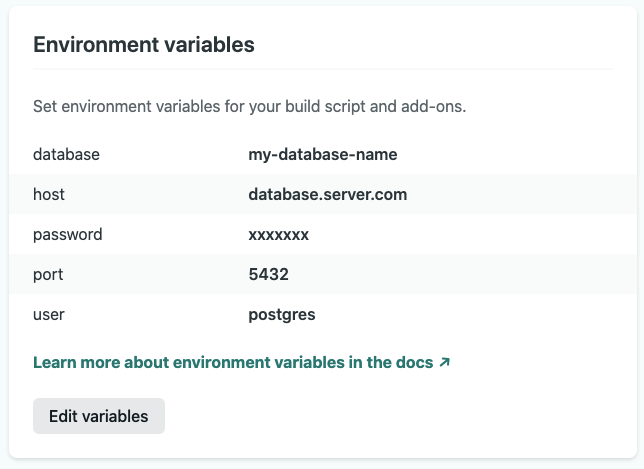 Environment variables
Set environment variables for your build script and add-ons.
database my-database-name
host database.server.com
password xxxxxxx
port 5432
user postgres
Learn more about environment variables in the docs ↗
Edit variables